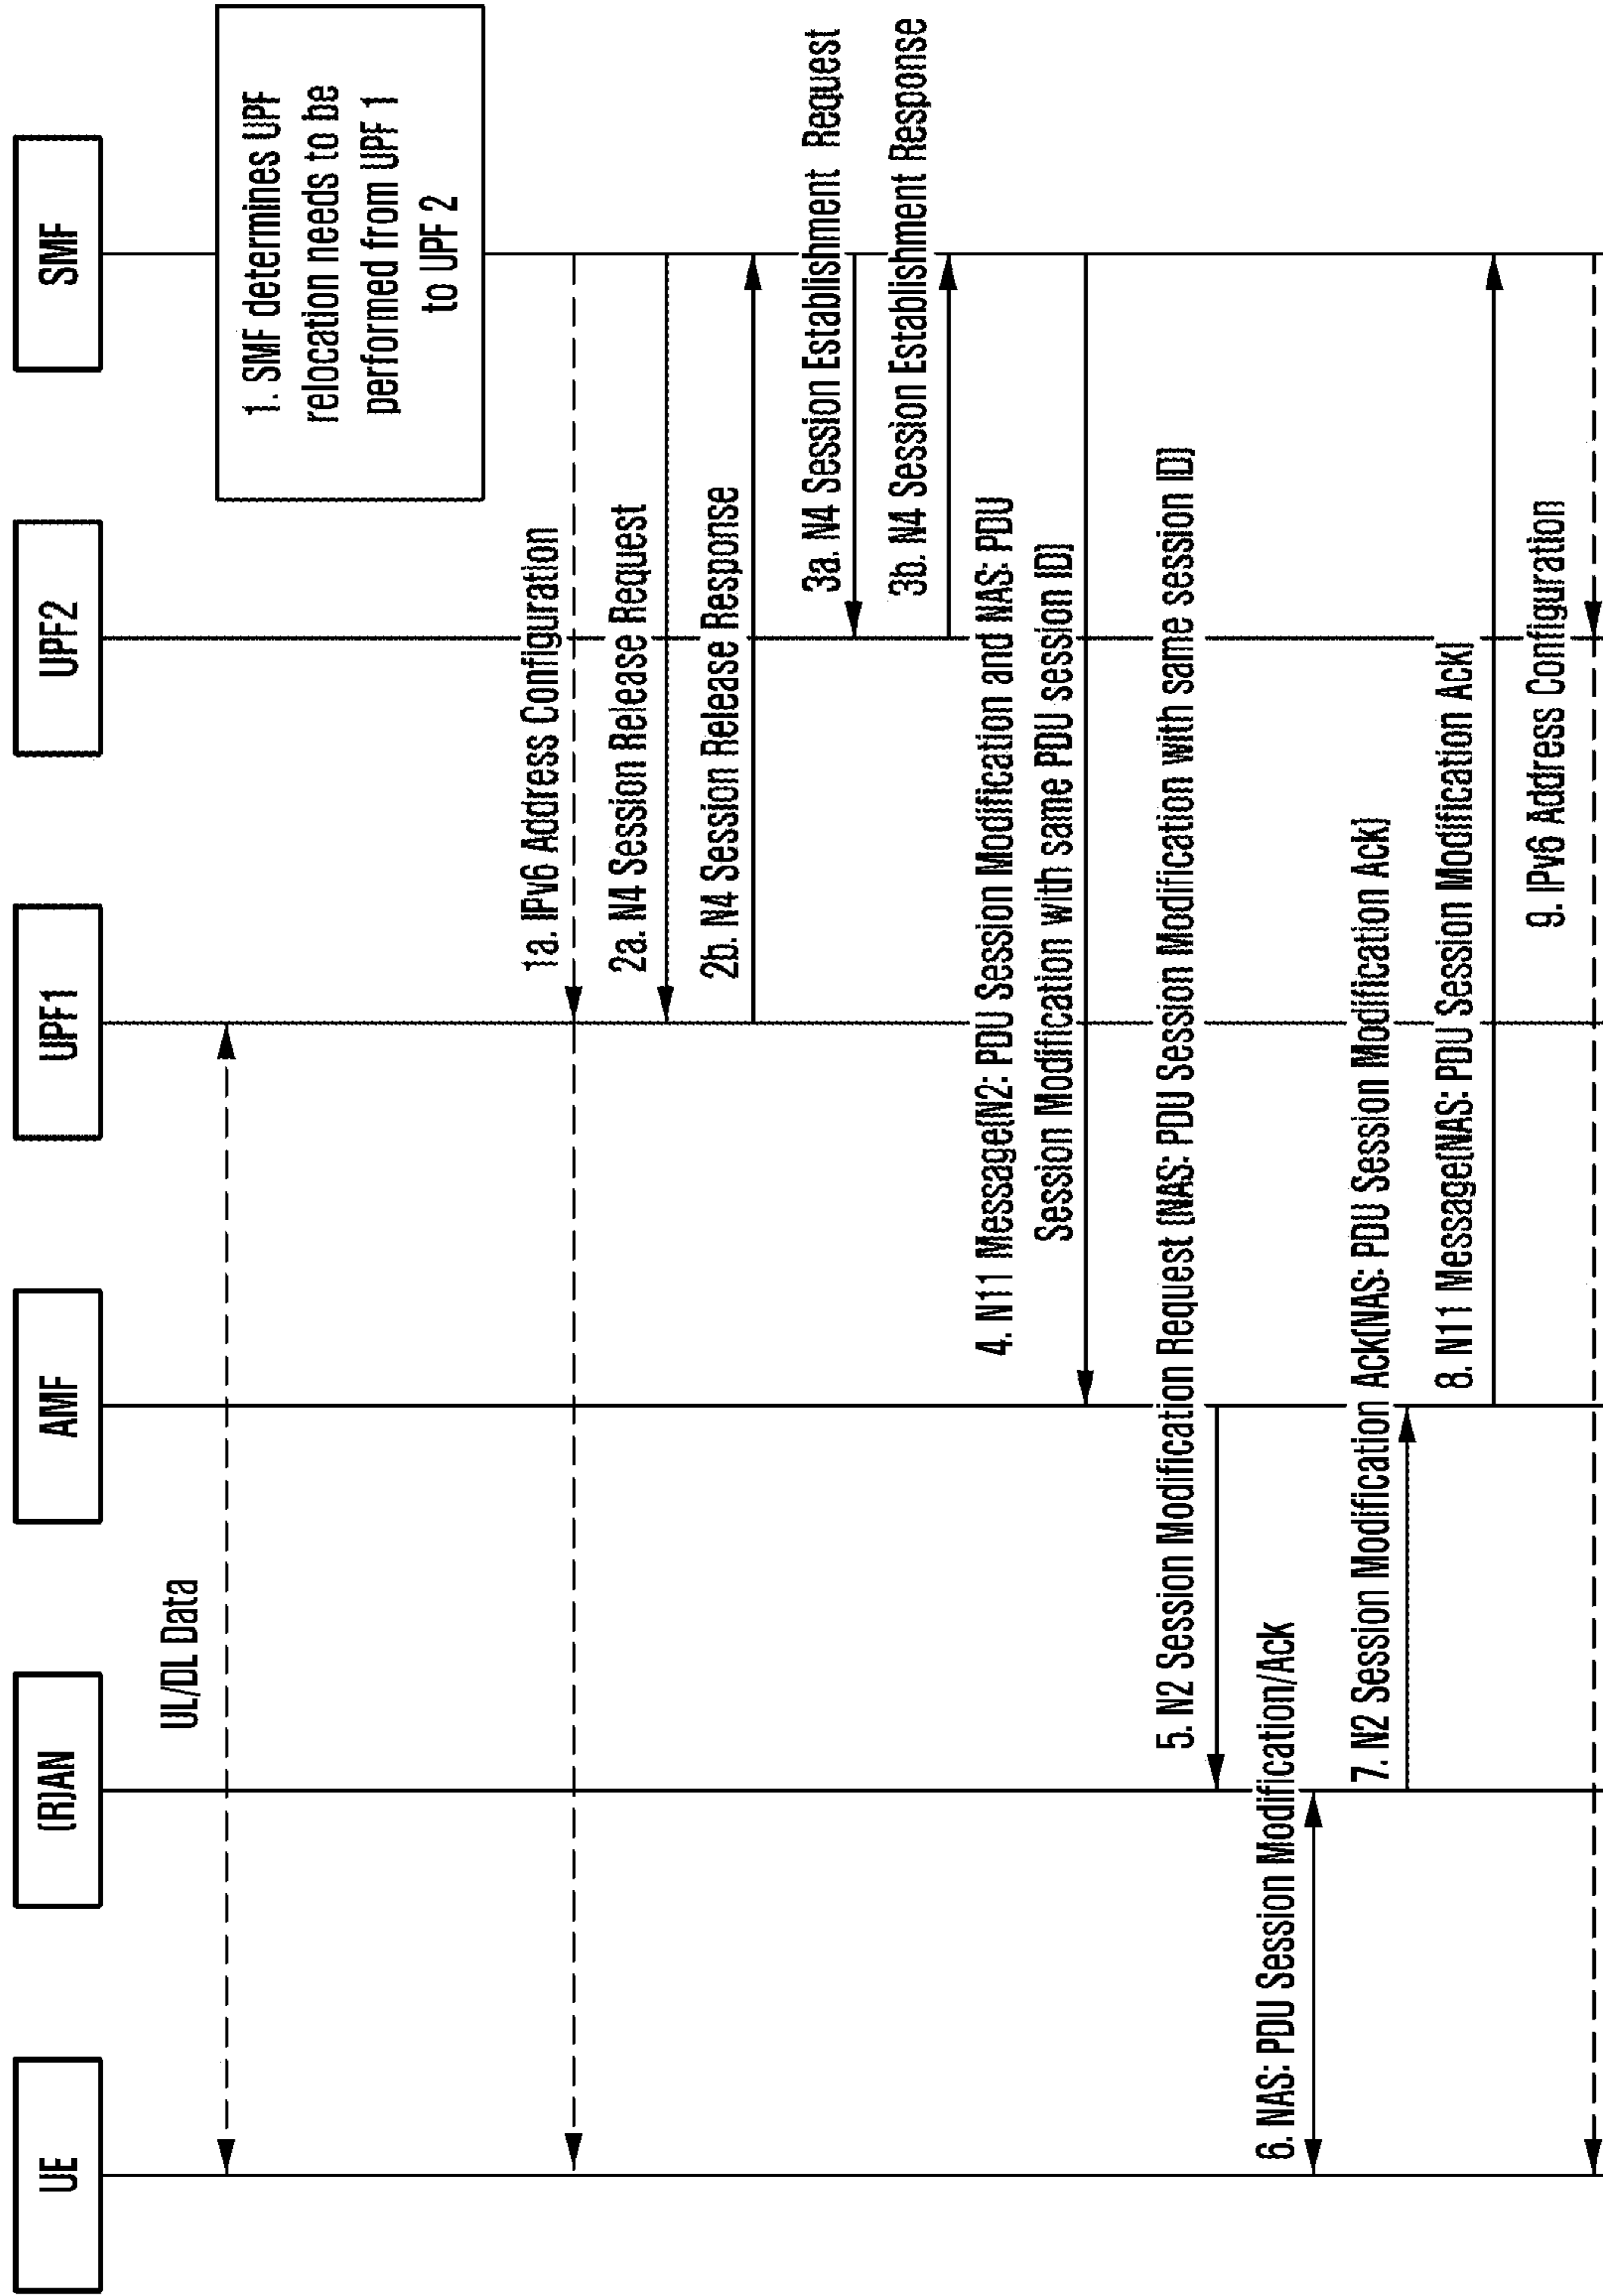 UE
(R)AN
AMF
UPF1
UPF2
SMF
UL/DL Data
1. SMF determines UPF
relocation needs to be
performed from UPF 1
to UPF 2
1a. IPv6 Address Configuration
2a. N4 Session Release Request
2b. N4 Session Release Response
3a. N4 Session Establishment Request
3b. N4 Session Establishment Response
4. N11 Message(N2: PDU Session Modification and NAS: PDU
Session Modification with same PDU session ID)
5. N2 Session Modification Request (NAS: PDU Session Modification with same session ID)
6. NAS: PDU Session Modification/Ack
7. N2 Session Modification Ack(NAS: PDU Session Modification Ack)
8. N11 Message(NAS: PDU Session Modification Ack)
9. IPv6 Address Configuration